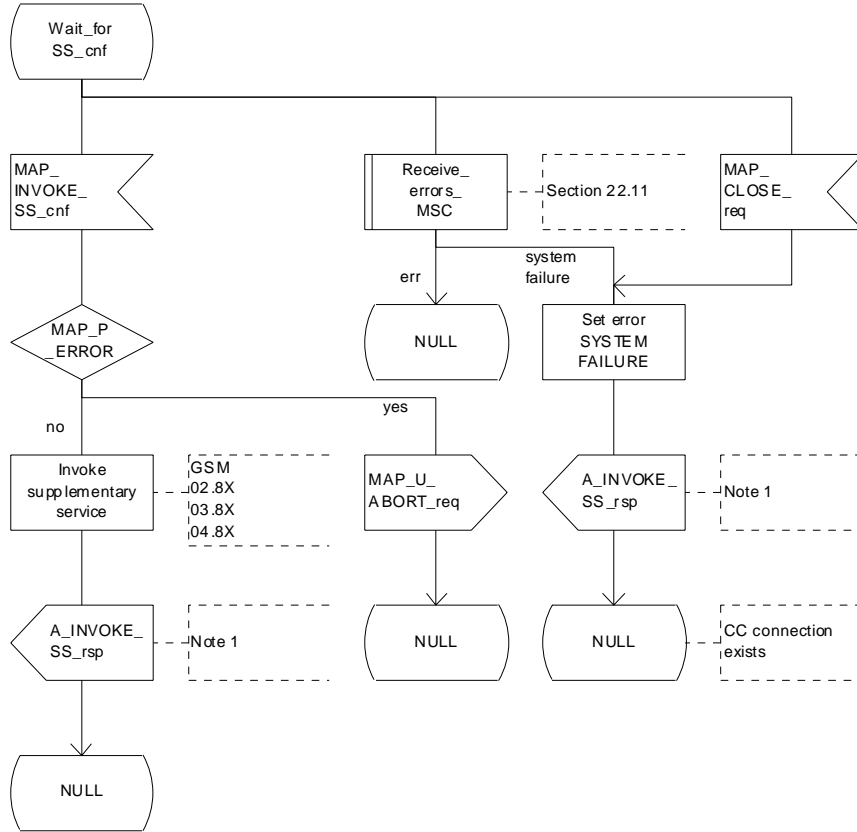 Wait_for
SS_cnf
MAP_
INVOKE_
SS_cnf
Receive_
errors_
MSC
Section 22.11
MAP_
CLOSE_
req
err
system
failure
MAP_P
_ERROR
NULL
Set error
SYSTEM
FAILURE
no
yes
Invoke
supplementary
service
GSM
02.8X
03.8X
04.8X
MAP_U_
ABORT_req
A_INVOKE_
SS_rsp
Note 1
A_INVOKE_
SS_rsp
Note 1
NULL
NULL
CC connection
exists
NULL